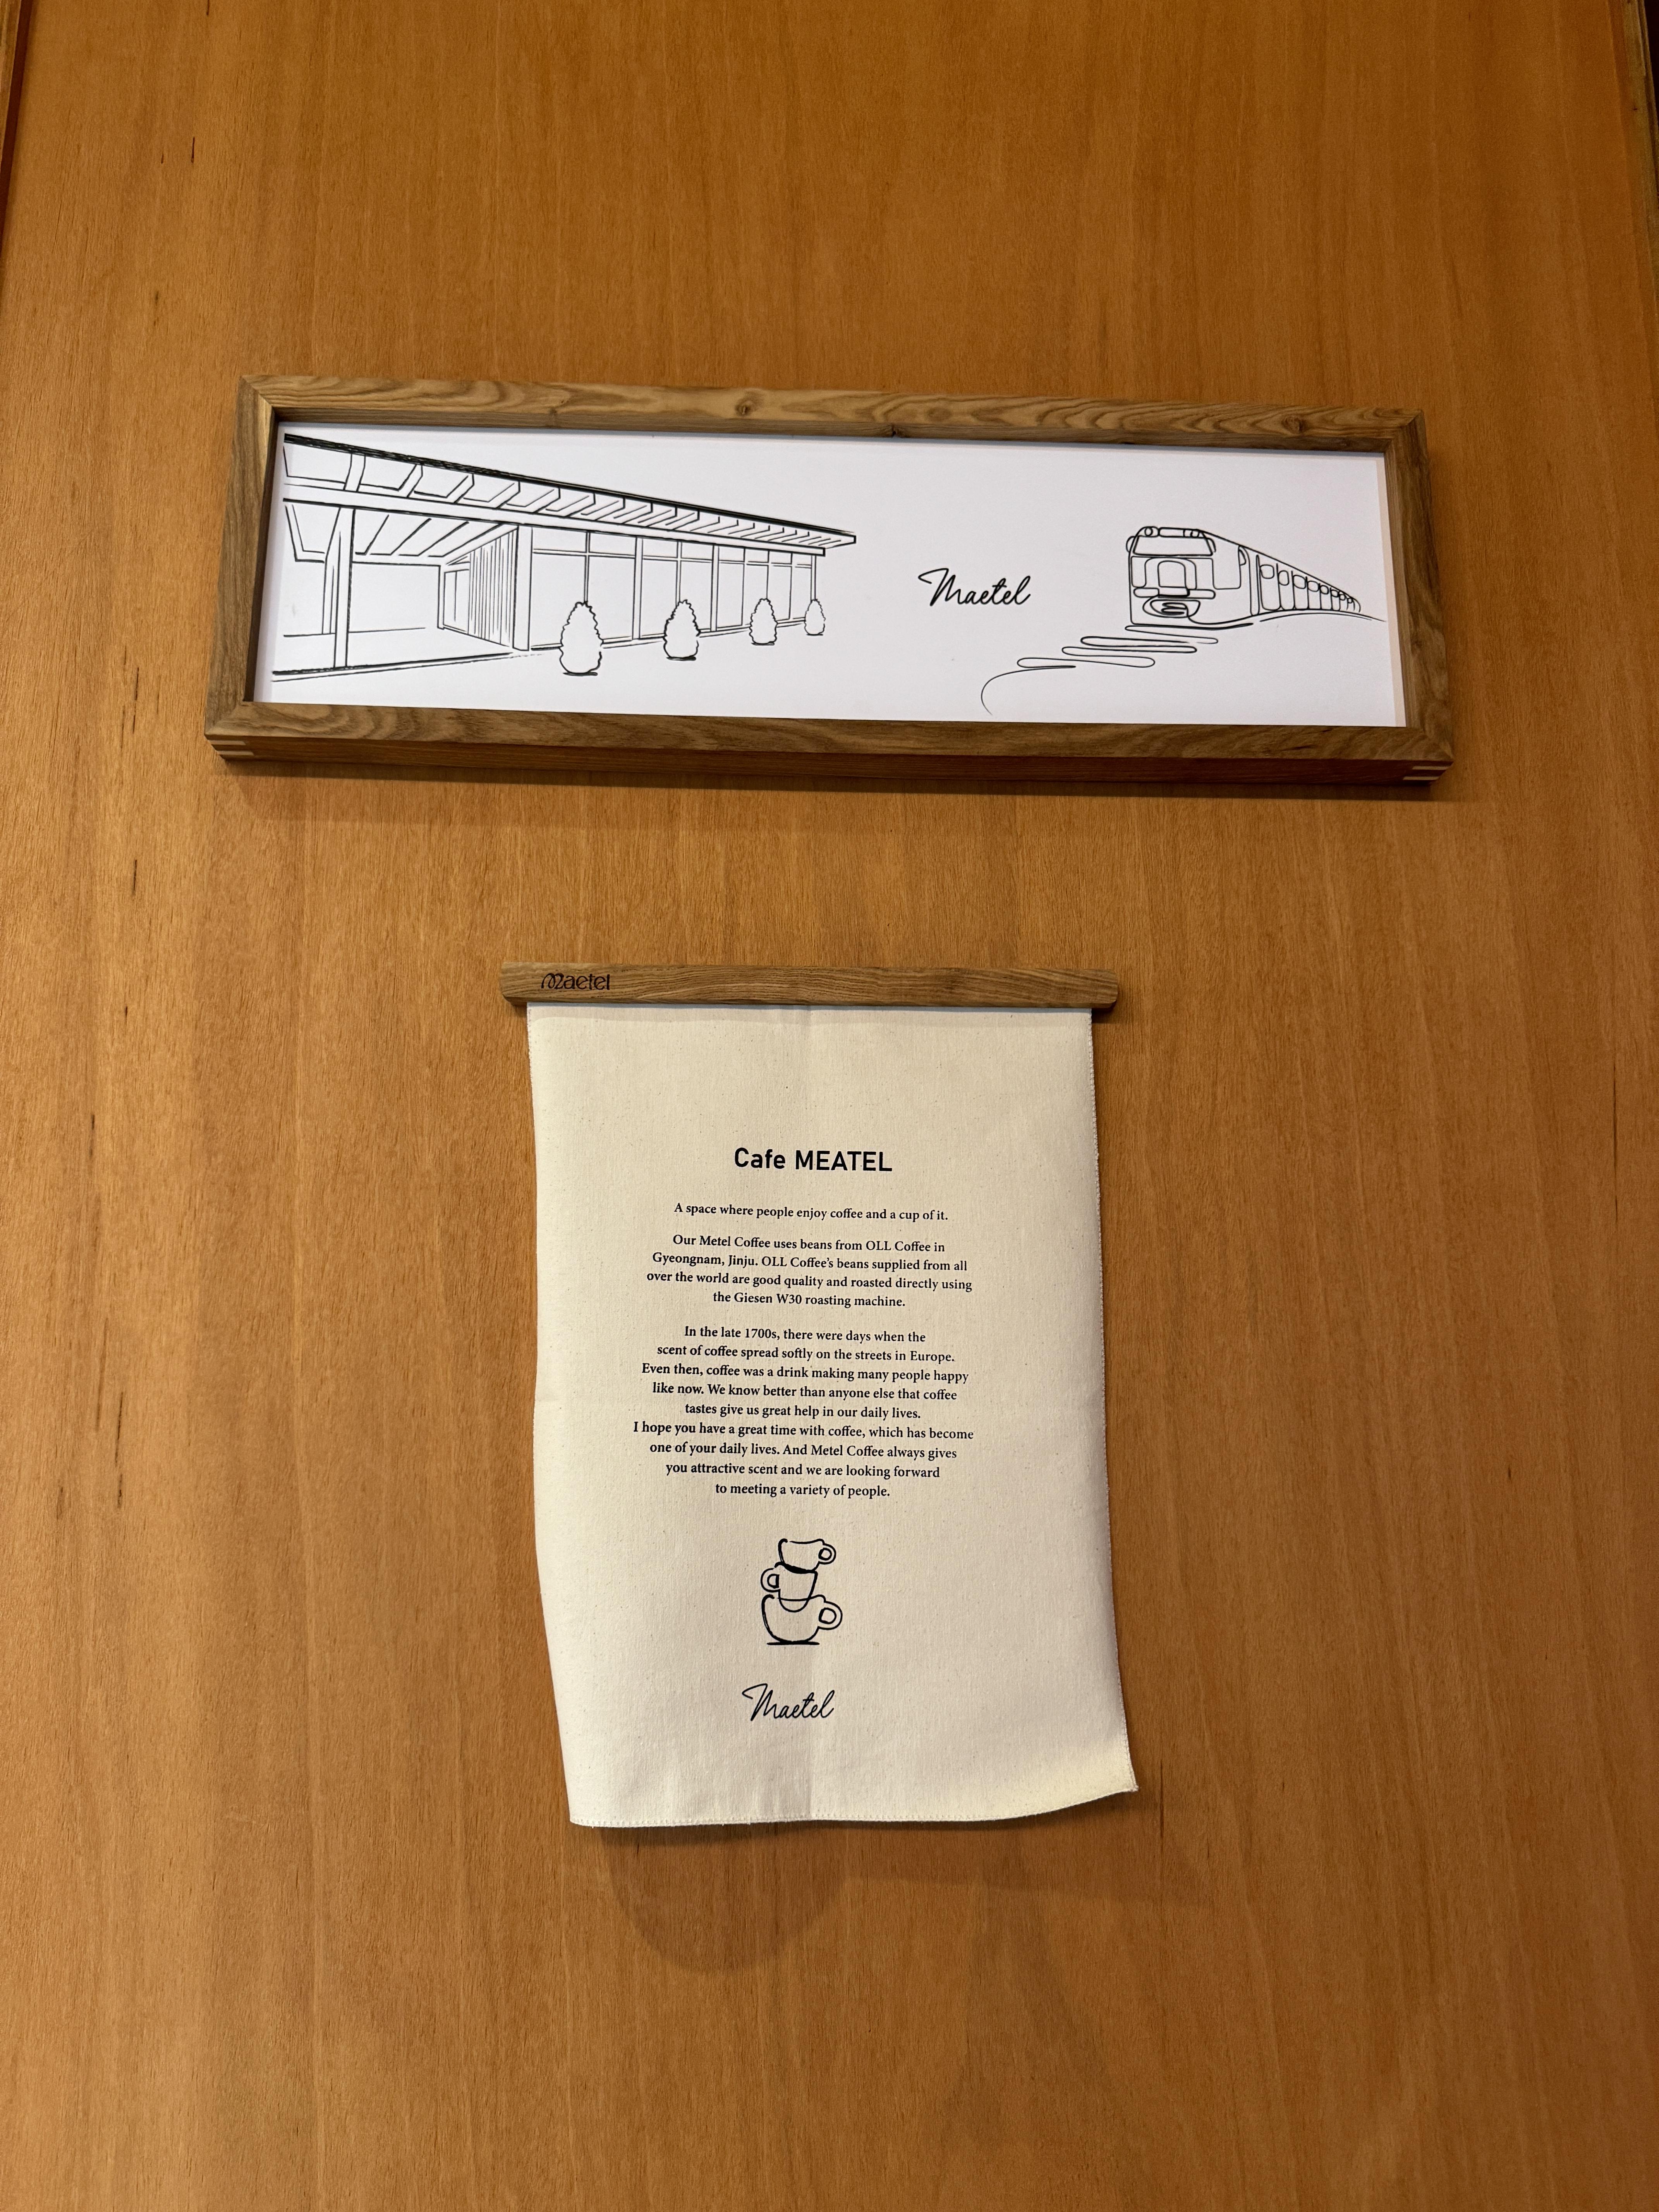 Maetel
Maetel
Cafe MEATEL
A space where people enjoy coffee and a cup of it.
Our Metel Coffee uses beans from OLL Coffee in
Gyeongnam, Jinju. OLL Coffee's beans supplied from all
over the world are good quality and roasted directly using
the Giesen W30 roasting machine.
In the late 1700s, there were days when the
scent of coffee spread softly on the streets in Europe.
Even then, coffee was a drink making many people happy
like now. We know better than anyone else that coffee
tastes give us great help in our daily lives.
I hope you have a great time with coffee, which has become
one of your daily lives. And Metel Coffee always gives
you attractive scent and we are looking forward
to meeting a variety of people.
Maetel